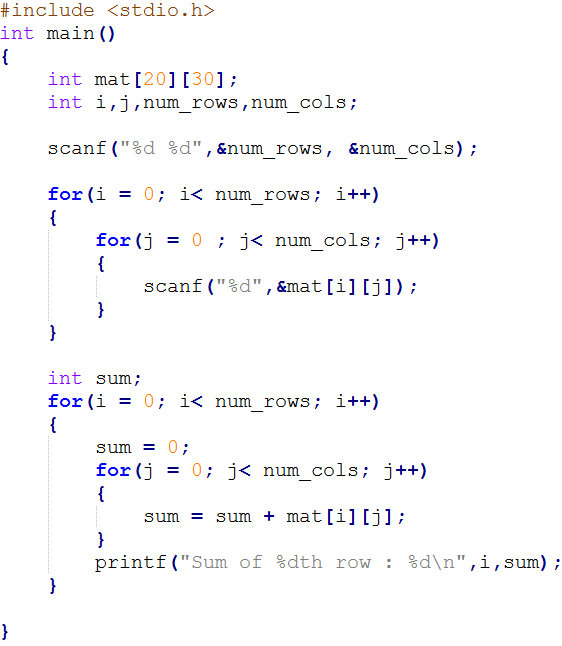 #include <stdio.h>
int main()
{
    int mat[20][30];
    int i,j,num_rows,num_cols;

    scanf("%d %d",&num_rows, &num_cols);

    for(i = 0; i< num_rows; i++)
    {
        for(j = 0 ; j< num_cols; j++)
        {
            scanf("%d",&mat[i][j]);
        }
    }

    int sum;
    for(i = 0; i< num_rows; i++)
    {
        sum = 0;
        for(j = 0; j< num_cols; j++)
        {
            sum = sum + mat[i][j];
        }
        printf("Sum of %dth row : %d\n",i,sum);
    }

}